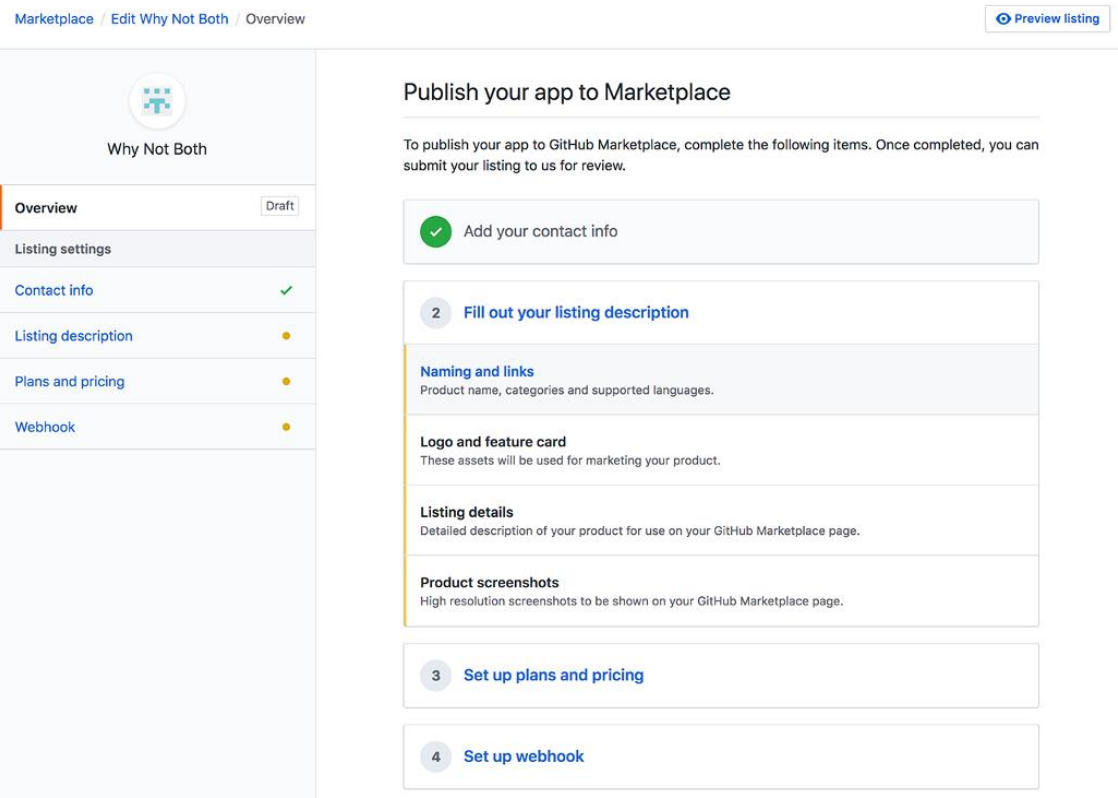 Marketplace / Edit Why Not Both / Overview
Preview listing
Why Not Both
Overview
Draft
Listing settings
Contact info
Listing description
Plans and pricing
Webhook
Publish your app to Marketplace
To publish your app to GitHub Marketplace, complete the following items. Once completed, you can
submit your listing to us for review.
Add your contact info
2 Fill out your listing description
Naming and links
Product name, categories and supported languages.
Logo and feature card
These assets will be used for marketing your product.
Listing details
Detailed description of your product for use on your GitHub Marketplace page.
Product screenshots
High resolution screenshots to be shown on your GitHub Marketplace page.
3 Set up plans and pricing
4 Set up webhook